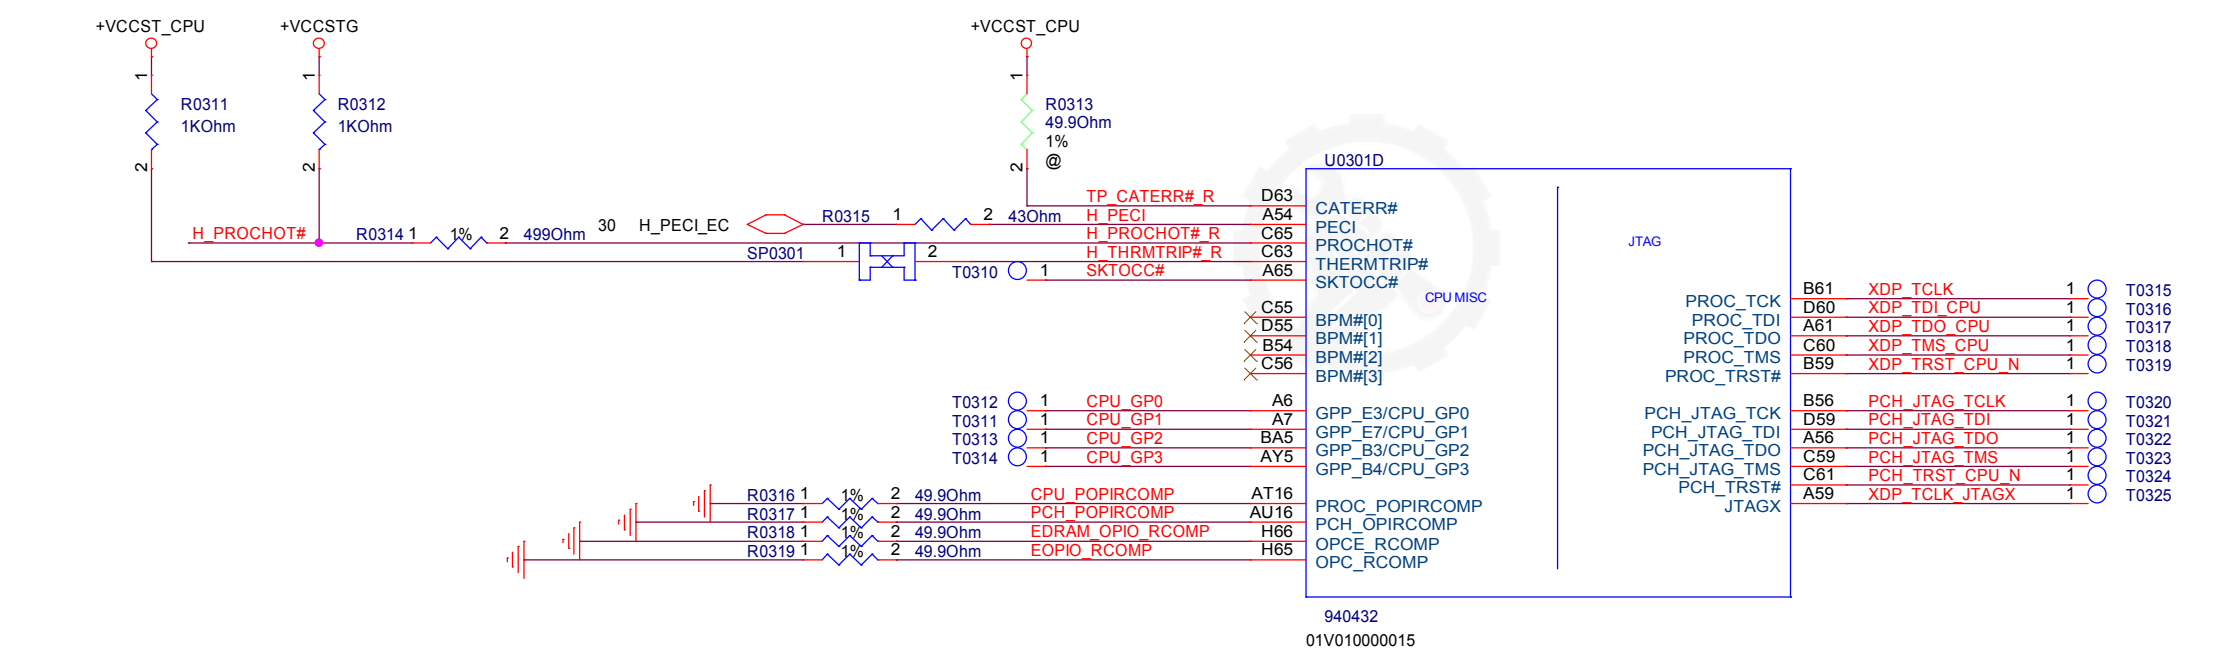 +VCCST_CPU
+VCCSTG
+VCCST_CPU
1
1
1
R0311
1KOhm
R0312
1KOhm
R0313
49.9Ohm
1%
@
2
2
2
U0301D
TP_CATERR#_R D63 CATERR#
H_PECI_EC R0315 1 2 43Ohm H_PECI A54 PECI
H_PROCHOT# R0314 1 1% 2 499Ohm 30 H_PROCHOT#_R C65 PROCHOT#
SP0301 1 2 H_THRMTRIP#_R C63 THERMTRIP#
T0310 1 SKTOCC# A65 SKTOCC#
JTAG
CPU MISC
C55 BPM#[0]
D55 BPM#[1]
B54 BPM#[2]
C56 BPM#[3]
PROC_TCK B61 XDP_TCLK 1 T0315
PROC_TDI D60 XDP_TDI_CPU 1 T0316
PROC_TDO A61 XDP_TDO_CPU 1 T0317
PROC_TMS C60 XDP_TMS_CPU 1 T0318
PROC_TRST# B59 XDP_TRST_CPU_N 1 T0319
T0312 1 CPU_GP0 A6 GPP_E3/CPU_GP0
T0311 1 CPU_GP1 A7 GPP_E7/CPU_GP1
T0313 1 CPU_GP2 BA5 GPP_B3/CPU_GP2
T0314 1 CPU_GP3 AY5 GPP_B4/CPU_GP3
PCH_JTAG_TCK B56 PCH_JTAG_TCLK 1 T0320
PCH_JTAG_TDI D59 PCH_JTAG_TDI 1 T0321
PCH_JTAG_TDO A56 PCH_JTAG_TDO 1 T0322
PCH_JTAG_TMS C59 PCH_JTAG_TMS 1 T0323
PCH_TRST# C61 PCH_TRST_CPU_N 1 T0324
JTAGX A59 XDP_TCLK_JTAGX 1 T0325
R0316 1 1% 2 49.9Ohm CPU_POPIRCOMP AT16 PROC_POPIRCOMP
R0317 1 1% 2 49.9Ohm PCH_POPIRCOMP AU16 PCH_OPIRCOMP
R0318 1 1% 2 49.9Ohm EDRAM_OPIO_RCOMP H66 OPCE_RCOMP
R0319 1 1% 2 49.9Ohm EOPIO_RCOMP H65 OPC_RCOMP
940432
01V010000015